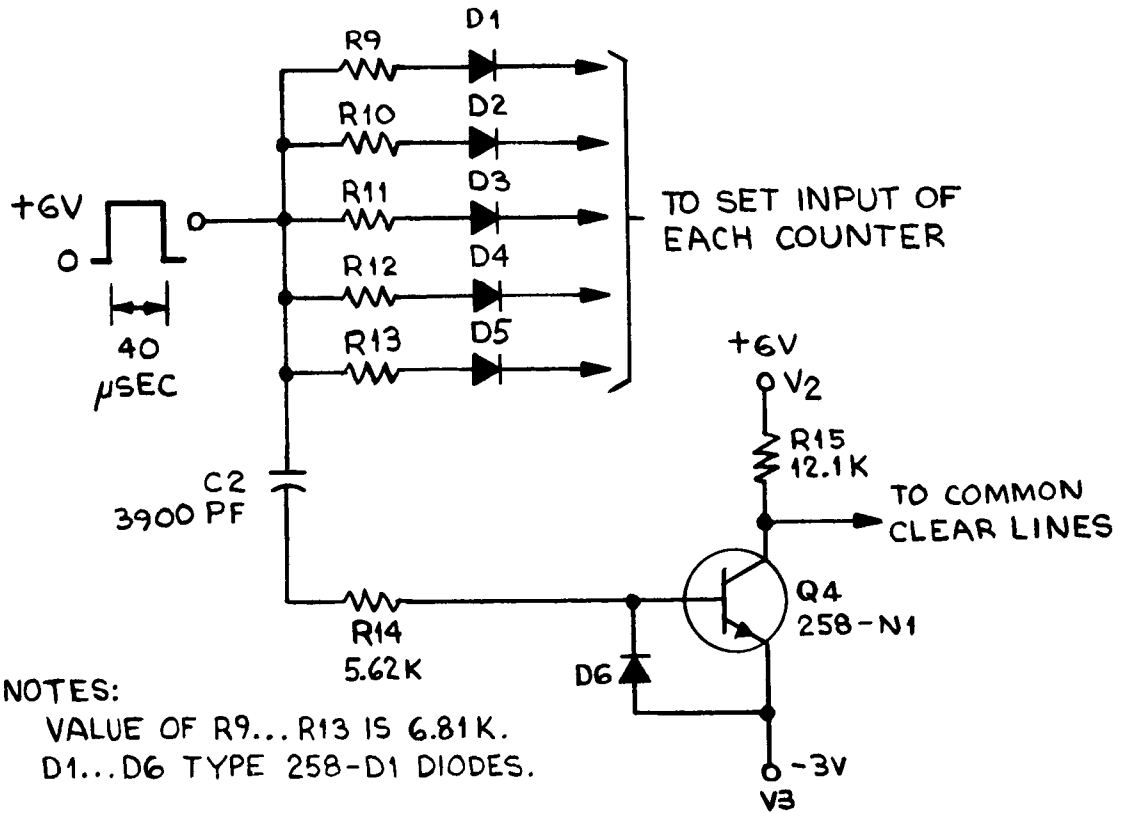 D1
R9
D2
R10
D3
R11
+6V
TO SET INPUT OF
EACH COUNTER
O
D4
R12
D5
R13
40
μSEC
+6V
V2
R15
12.1K
C2
3900 PF
TO COMMON
CLEAR LINES
Q4
258-N1
R14
5.62K
D6
NOTES:
VALUE OF R9...R13 IS 6.81K.
D1...D6 TYPE 258-D1 DIODES.
-3V
V3